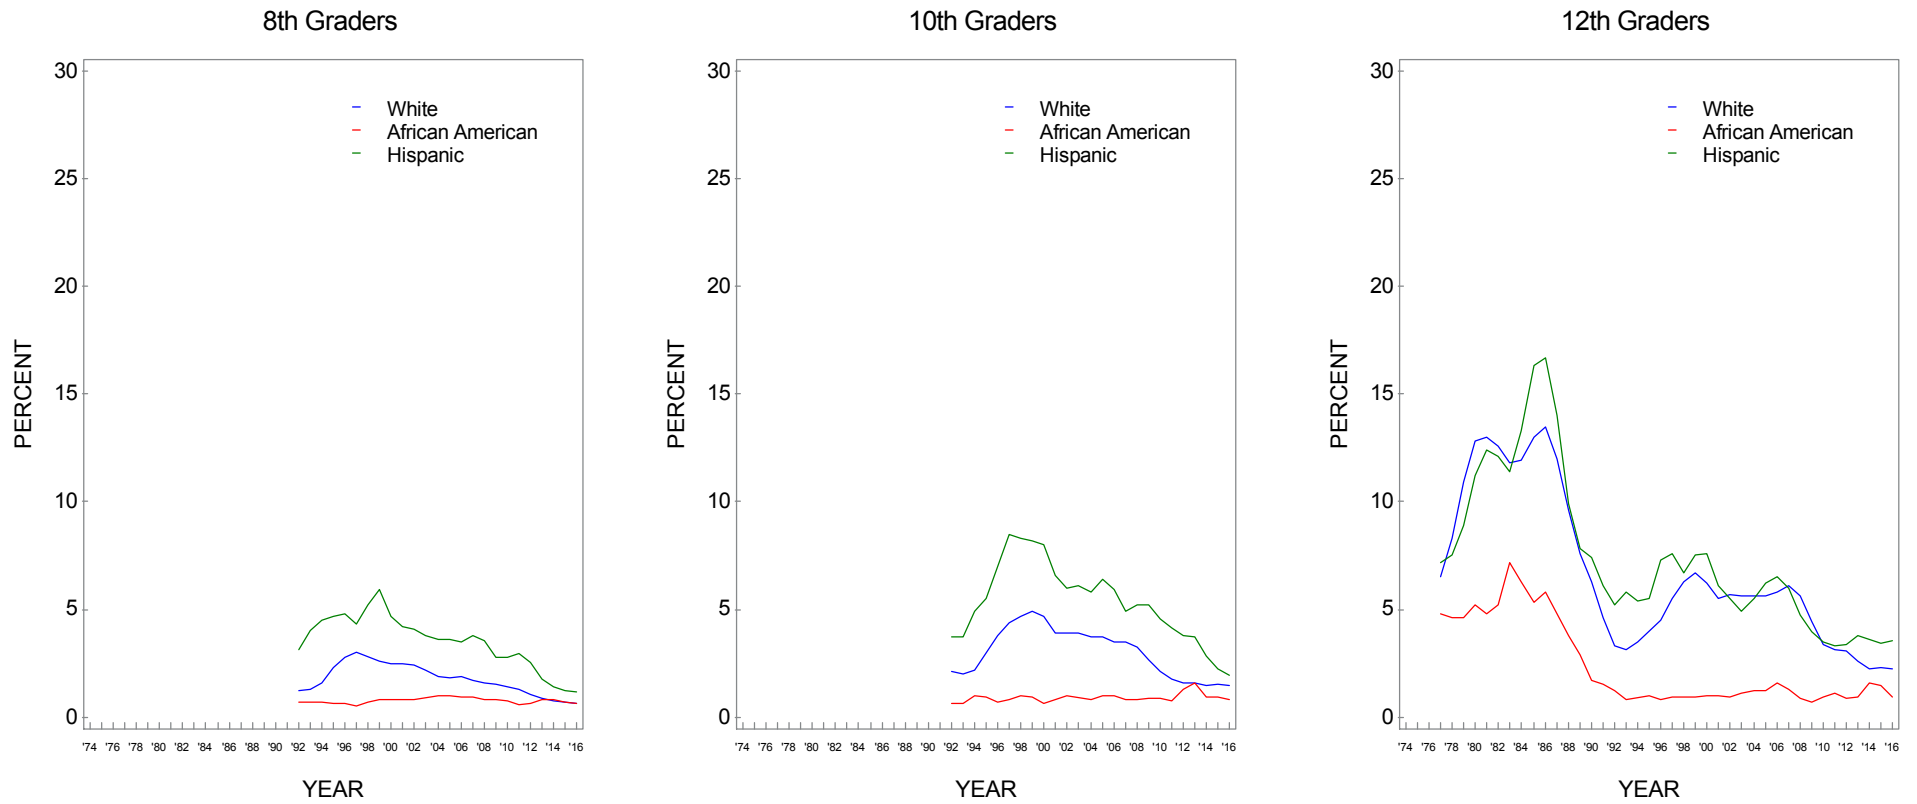 8th Graders
30
25
20
15
10
5
0
PERCENT
White
African American
Hispanic
'74 '76 '78 '80 '82 '84 '86 '88 '90 '92 '94 '96 '98 '00 '02 '04 '06 '08 '10 '12 '14 '16
YEAR
10th Graders
30
25
20
15
10
5
0
PERCENT
White
African American
Hispanic
'74 '76 '78 '80 '82 '84 '86 '88 '90 '92 '94 '96 '98 '00 '02 '04 '06 '08 '10 '12 '14 '16
YEAR
12th Graders
30
25
20
15
10
5
0
PERCENT
White
African American
Hispanic
'74 '76 '78 '80 '82 '84 '86 '88 '90 '92 '94 '96 '98 '00 '02 '04 '06 '08 '10 '12 '14 '16
YEAR